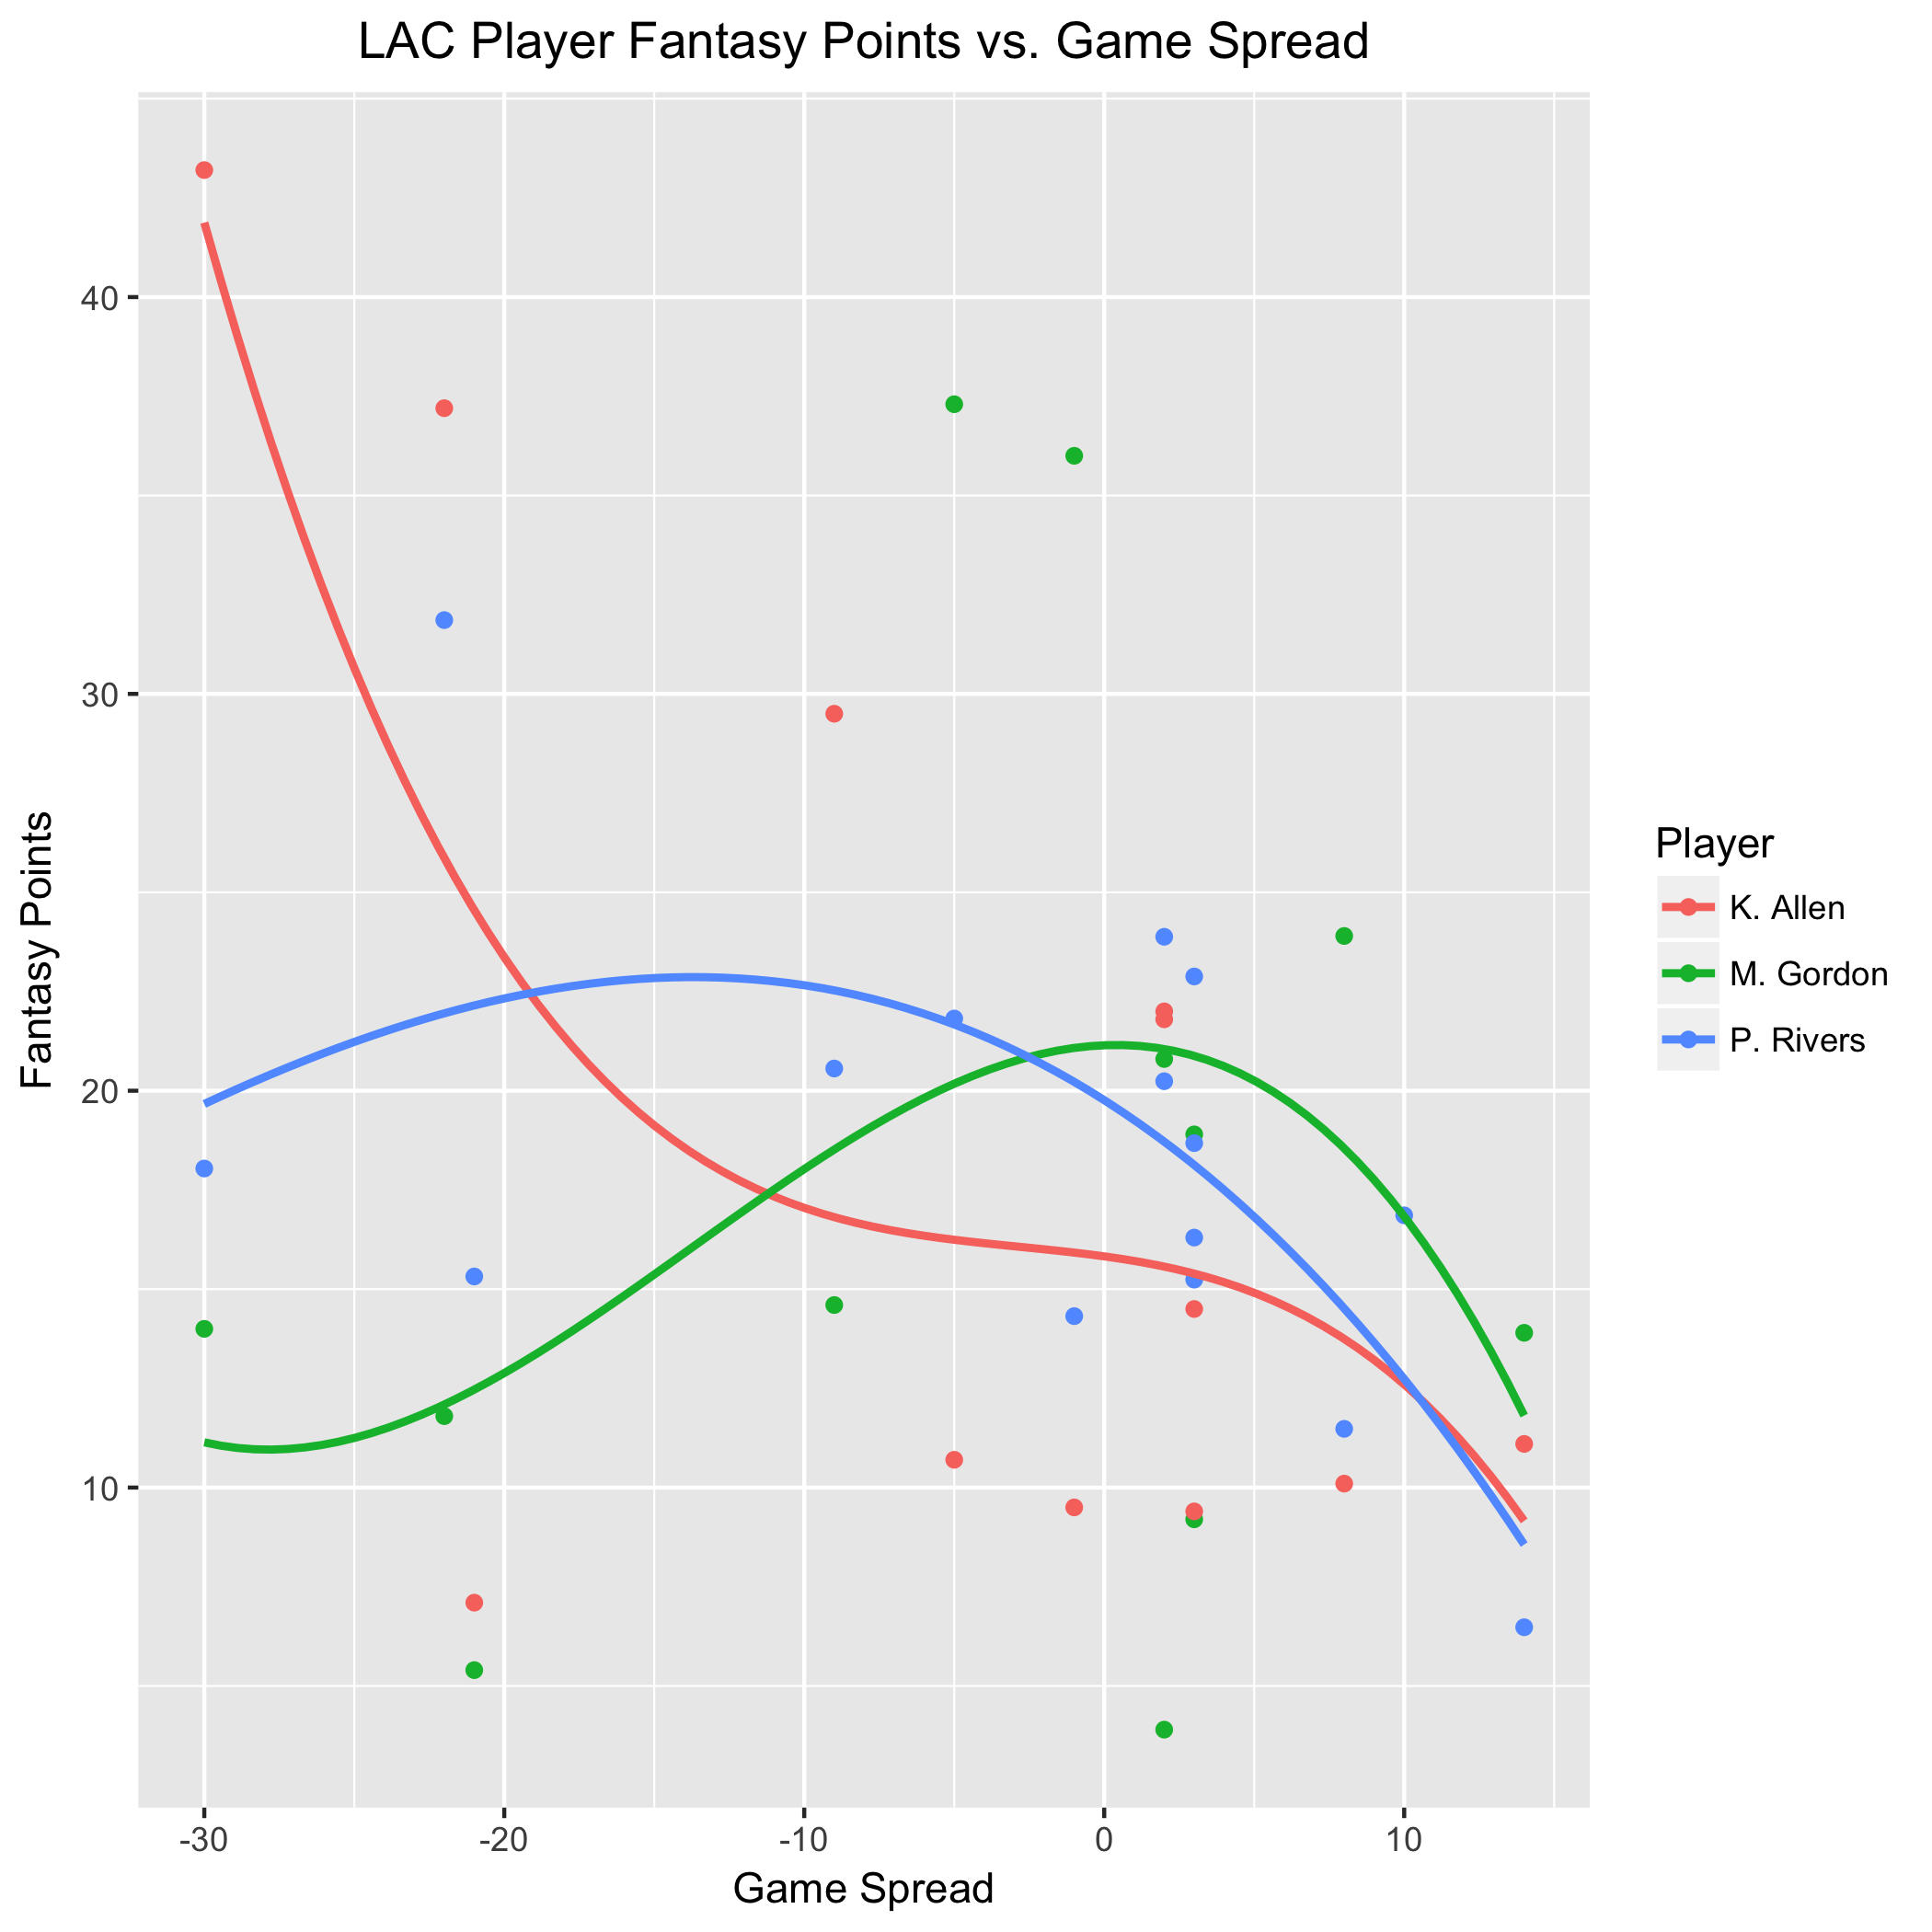 LAC Player Fantasy Points vs. Game Spread
40
30
20
10
Fantasy Points
-30 -20 -10 0 10
Game Spread
Player
K. Allen
M. Gordon
P. Rivers